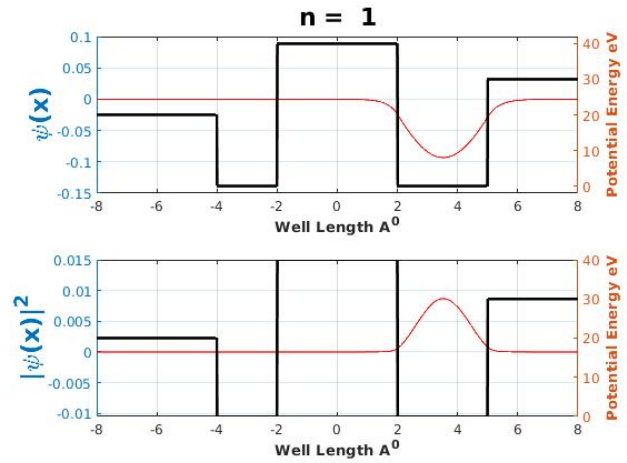 n = 1
0.1
0.05
0
-0.05
-0.1
-0.15
ψ(x)
40
30
20
10
0
Potential Energy eV
-8 -6 -4 -2 0 2 4 6 8
Well Length A⁰
0.015
0.01
0.005
0
-0.005
-0.01
|ψ(x)|²
40
30
20
10
0
Potential Energy eV
-8 -6 -4 -2 0 2 4 6 8
Well Length A⁰